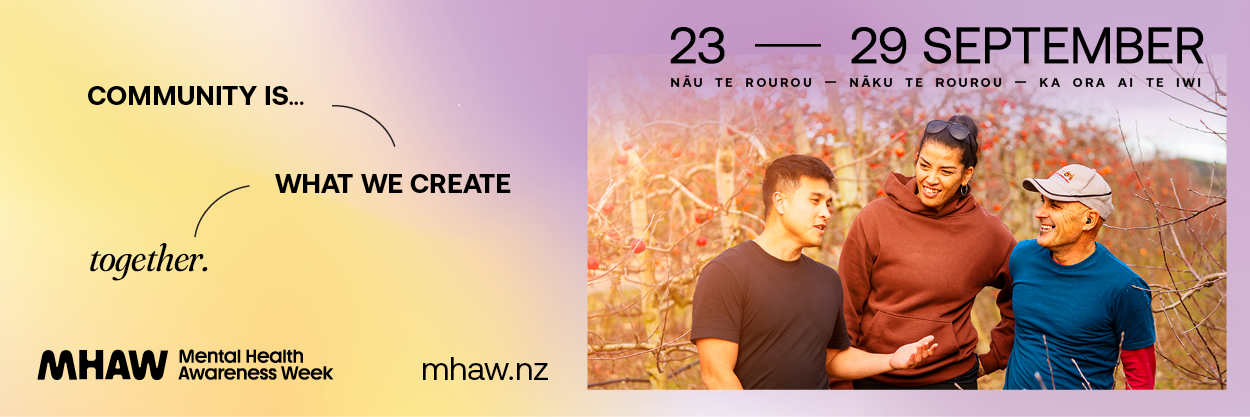 COMMUNITY IS...
WHAT WE CREATE
together.
MHAW Mental Health
Awareness Week
mhaw.nz
23 — 29 SEPTEMBER
NĀU TE ROUROU — NĀKU TE ROUROU — KA ORA AI TE IWI